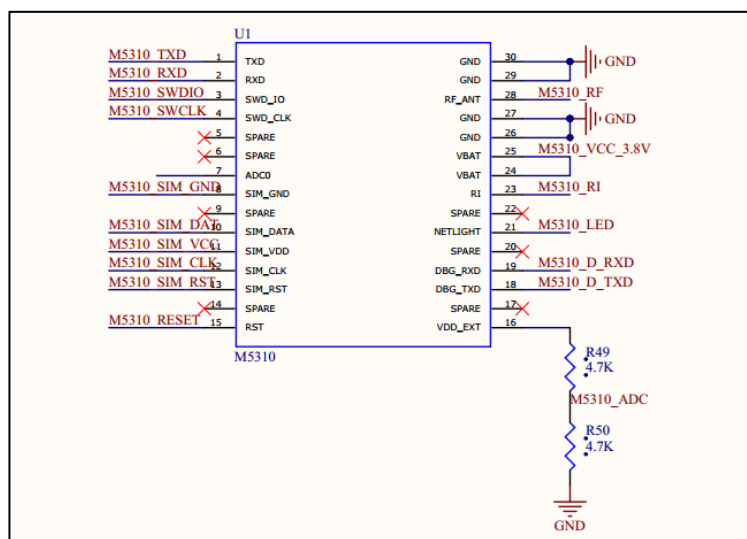 U1
M5310_TXD 1 TXD GND 30 GND
M5310_RXD 2 RXD GND 29
M5310_SWDIO 3 SWD_IO RF_ANT 28 M5310_RF
M5310_SWCLK 4 SWD_CLK GND 27 GND
5 SPARE GND 26
6 SPARE VBAT 25 M5310_VCC_3.8V
7 ADC0 VBAT 24
M5310_SIM_GND 8 SIM_GND RI 23 M5310_RI
9 SPARE SPARE 22
M5310_SIM_DAT 10 SIM_DATA NETLIGHT 21 M5310_LED
M5310_SIM_VCC 11 SIM_VDD SPARE 20
M5310_SIM_CLK 12 SIM_CLK DBG_RXD 19 M5310_D_RXD
M5310_SIM_RST 13 SIM_RST DBG_TXD 18 M5310_D_TXD
14 SPARE SPARE 17
M5310_RESET 15 RST VDD_EXT 16
M5310
R49
4.7K
M5310_ADC
R50
4.7K
GND